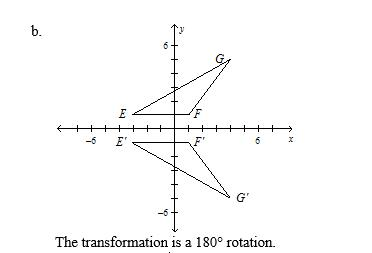 b.
y
6
G
E
F
–6
E'
F'
6
x
G'
–6
The transformation is a 180° rotation.